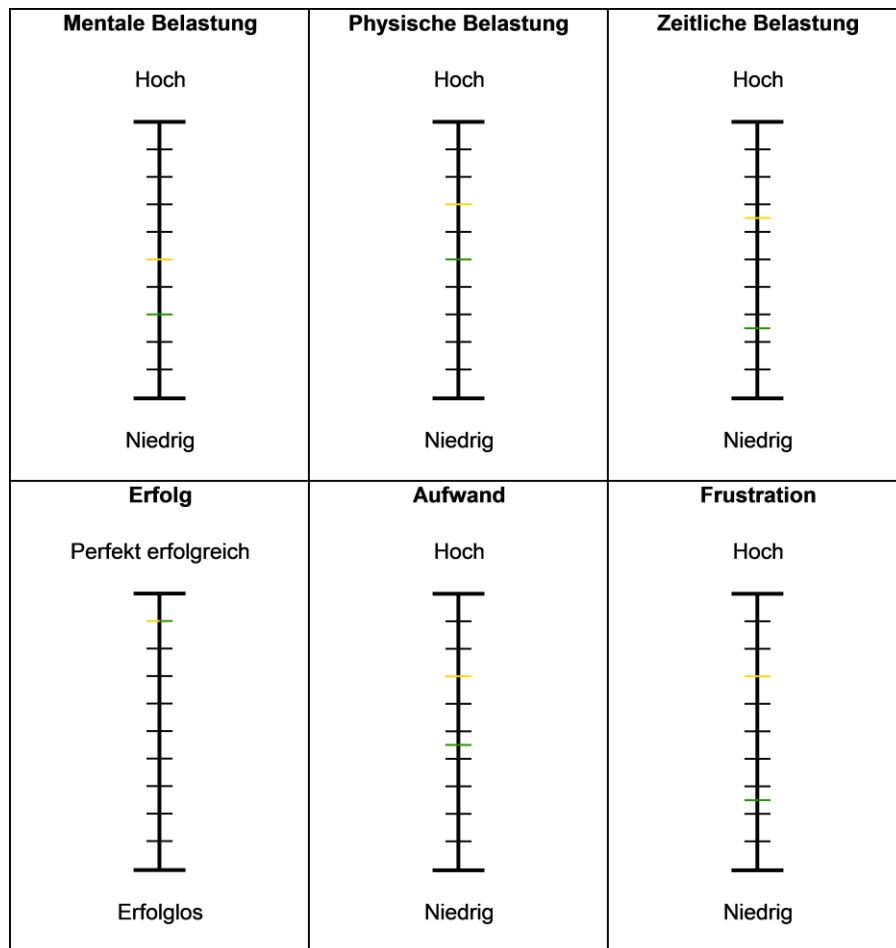 Mentale Belastung
Hoch
Niedrig
Physische Belastung
Hoch
Niedrig
Zeitliche Belastung
Hoch
Niedrig
Erfolg
Perfekt erfolgreich
Erfolglos
Aufwand
Hoch
Niedrig
Frustration
Hoch
Niedrig